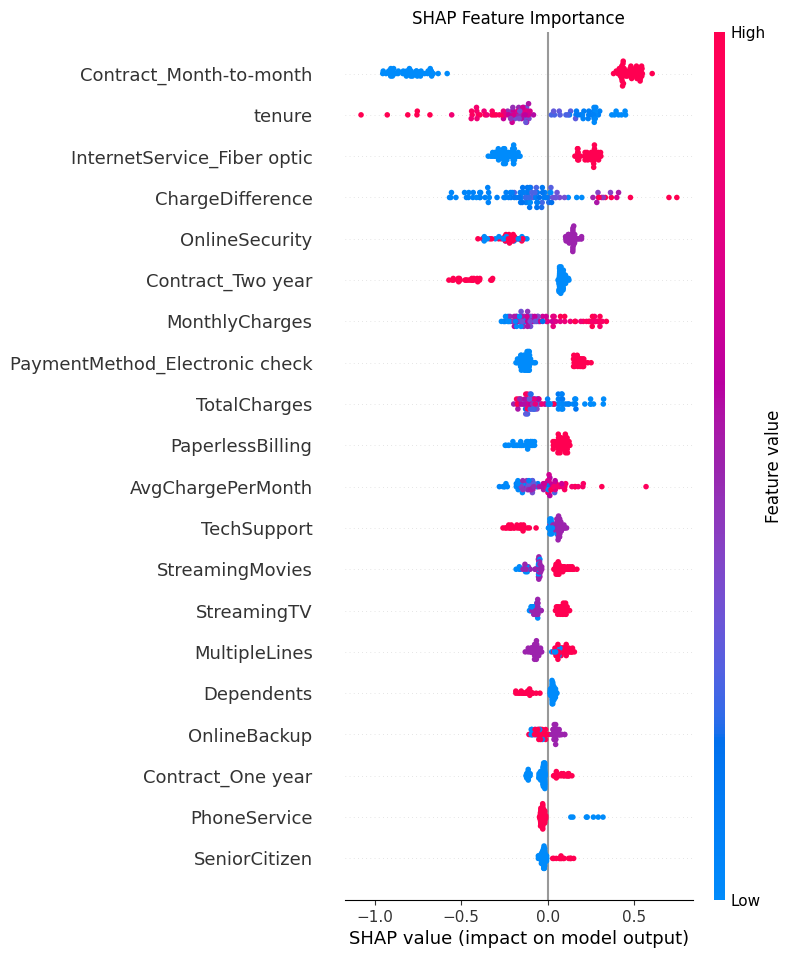 SHAP Feature Importance
High
Contract_Month-to-month
tenure
InternetService_Fiber optic
ChargeDifference
OnlineSecurity
Contract_Two year
MonthlyCharges
PaymentMethod_Electronic check
TotalCharges
PaperlessBilling
AvgChargePerMonth
TechSupport
StreamingMovies
StreamingTV
MultipleLines
Dependents
OnlineBackup
Contract_One year
PhoneService
SeniorCitizen
Feature value
Low
−1.0 −0.5 0.0 0.5
SHAP value (impact on model output)